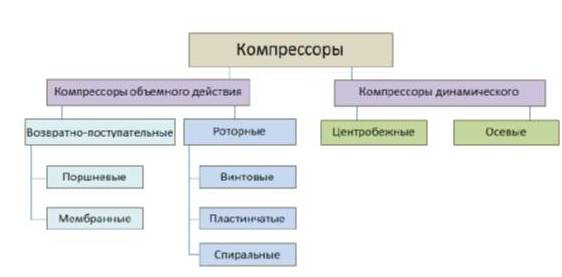 Компрессоры
Компрессоры объемного действия
Компрессоры динамического
Возвратно-поступательные
Роторные
Центробежные
Осевые
Поршневые
Винтовые
Мембранные
Пластинчатые
Спиральные